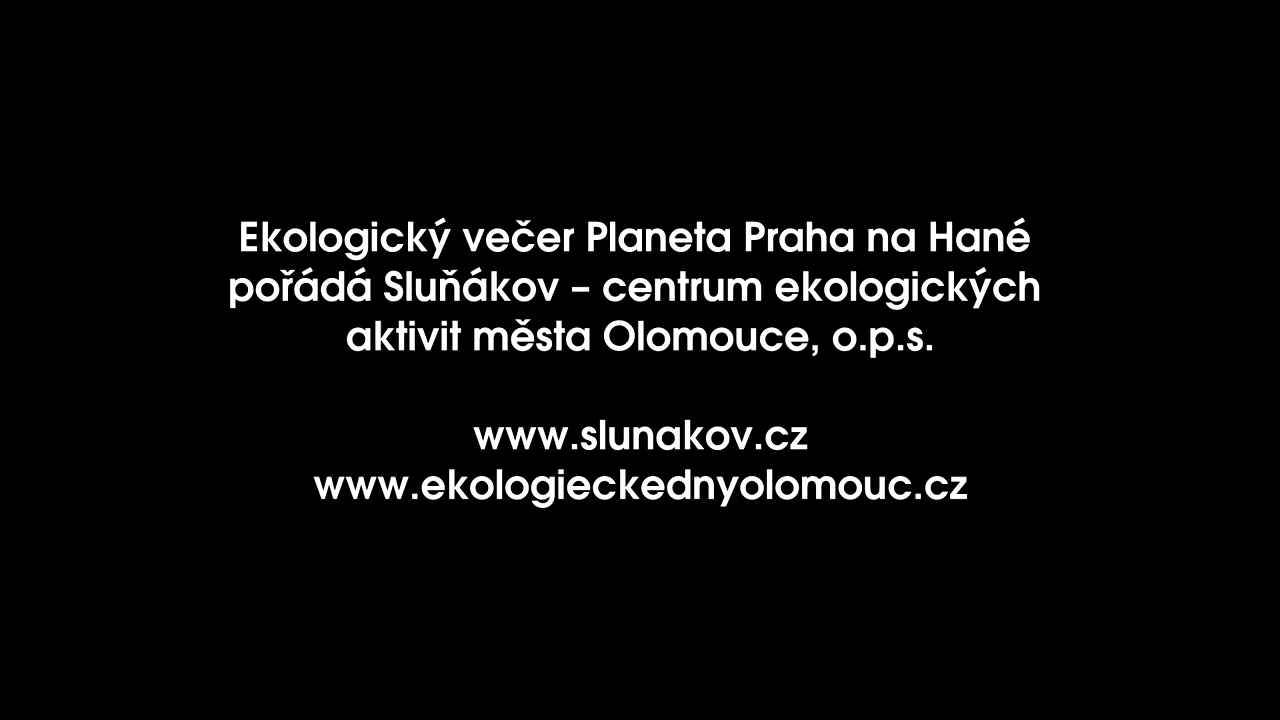 Ekologický večer Planeta Praha na Hané
pořádá Sluňákov – centrum ekologických
aktivit města Olomouce, o.p.s.
www.slunakov.cz
www.ekologieckednyolomouc.cz